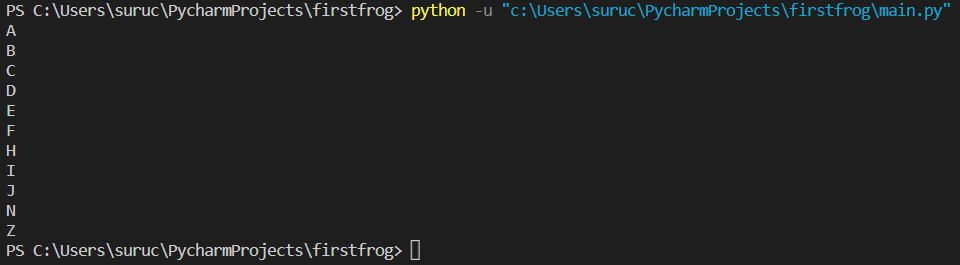 PS C:\Users\suruc\PycharmProjects\firstfrog> python -u "c:\Users\suruc\PycharmProjects\firstfrog\main.py"
A
B
C
D
E
F
H
I
J
N
Z
PS C:\Users\suruc\PycharmProjects\firstfrog>